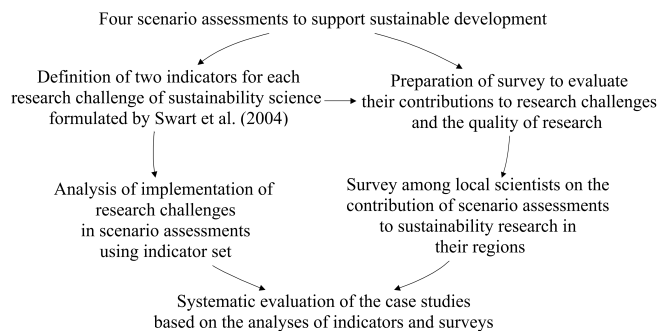 Four scenario assessments to support sustainable development
Definition of two indicators for each
research challenge of sustainability science
formulated by Swart et al. (2004)
Preparation of survey to evaluate
their contributions to research challenges
and the quality of research
Analysis of implementation of
research challenges
in scenario assessments
using indicator set
Survey among local scientists on the
contribution of scenario assessments
to sustainability research in
their regions
Systematic evaluation of the case studies
based on the analyses of indicators and surveys